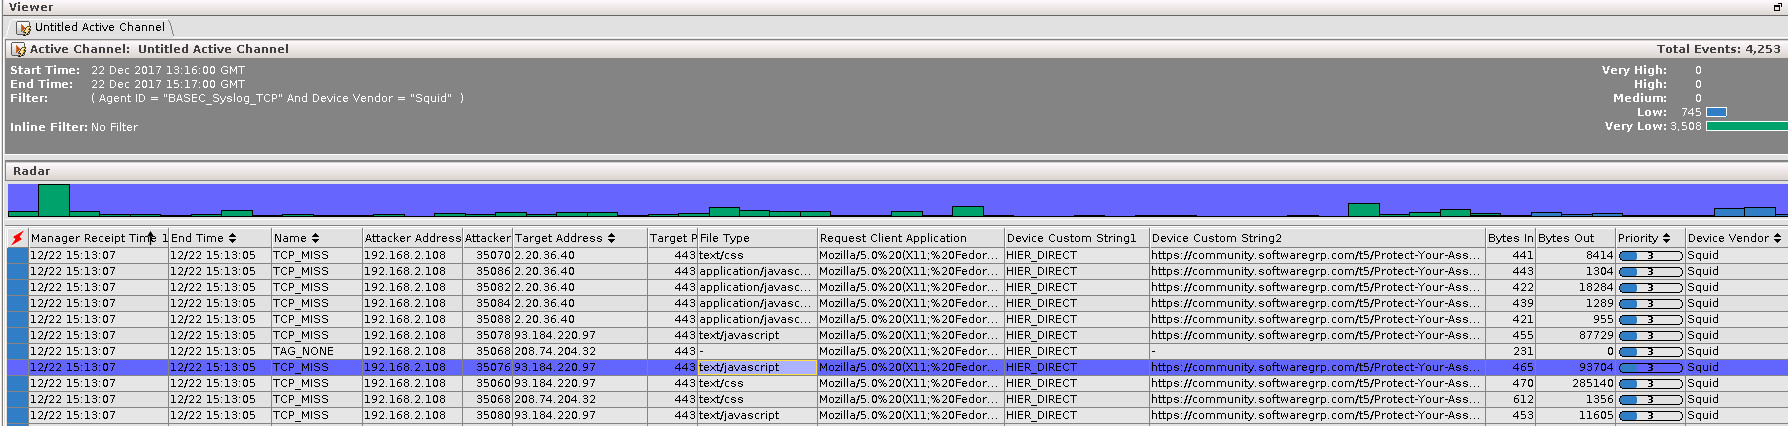 Viewer
Untitled Active Channel
Active Channel: Untitled Active Channel Total Events: 4,253
Start Time: 22 Dec 2017 13:16:00 GMT
End Time: 22 Dec 2017 15:17:00 GMT
Filter: ( Agent ID = "BASEC_Syslog_TCP" And Device Vendor = "Squid" )
Inline Filter: No Filter
Very High: 0
High: 0
Medium: 0
Low: 745
Very Low: 3,508
Radar
Manager Receipt Time 1 End Time Name Attacker Address Attacker Target Address Target P File Type Request Client Application Device Custom String1 Device Custom String2 Bytes In Bytes Out Priority Device Vendor
12/22 15:13:07 12/22 15:13:05 TCP_MISS 192.168.2.108 35070 2.20.36.40 443 text/css Mozilla/5.0%20(X11;%20Fedor... HIER_DIRECT https://community.softwaregrp.com/t5/Protect-Your-Ass... 441 8414 3 Squid
12/22 15:13:07 12/22 15:13:05 TCP_MISS 192.168.2.108 35086 2.20.36.40 443 application/javasc... Mozilla/5.0%20(X11;%20Fedor... HIER_DIRECT https://community.softwaregrp.com/t5/Protect-Your-Ass... 443 1304 3 Squid
12/22 15:13:07 12/22 15:13:05 TCP_MISS 192.168.2.108 35082 2.20.36.40 443 application/javasc... Mozilla/5.0%20(X11;%20Fedor... HIER_DIRECT https://community.softwaregrp.com/t5/Protect-Your-Ass... 422 18284 3 Squid
12/22 15:13:07 12/22 15:13:05 TCP_MISS 192.168.2.108 35084 2.20.36.40 443 application/javasc... Mozilla/5.0%20(X11;%20Fedor... HIER_DIRECT https://community.softwaregrp.com/t5/Protect-Your-Ass... 439 1289 3 Squid
12/22 15:13:07 12/22 15:13:05 TCP_MISS 192.168.2.108 35088 2.20.36.40 443 application/javasc... Mozilla/5.0%20(X11;%20Fedor... HIER_DIRECT https://community.softwaregrp.com/t5/Protect-Your-Ass... 421 955 3 Squid
12/22 15:13:07 12/22 15:13:05 TCP_MISS 192.168.2.108 35078 93.184.220.97 443 text/javascript Mozilla/5.0%20(X11;%20Fedor... HIER_DIRECT https://community.softwaregrp.com/t5/Protect-Your-Ass... 455 87729 3 Squid
12/22 15:13:07 12/22 15:13:05 TAG_NONE 192.168.2.108 35068 208.74.204.32 443 - Mozilla/5.0%20(X11;%20Fedor... HIER_DIRECT - 231 0 3 Squid
12/22 15:13:07 12/22 15:13:05 TCP_MISS 192.168.2.108 35076 93.184.220.97 443 text/javascript Mozilla/5.0%20(X11;%20Fedor... HIER_DIRECT https://community.softwaregrp.com/t5/Protect-Your-Ass... 465 93704 3 Squid
12/22 15:13:07 12/22 15:13:05 TCP_MISS 192.168.2.108 35060 93.184.220.97 443 text/css Mozilla/5.0%20(X11;%20Fedor... HIER_DIRECT https://community.softwaregrp.com/t5/Protect-Your-Ass... 470 285140 3 Squid
12/22 15:13:07 12/22 15:13:05 TCP_MISS 192.168.2.108 35068 208.74.204.32 443 text/css Mozilla/5.0%20(X11;%20Fedor... HIER_DIRECT https://community.softwaregrp.com/t5/Protect-Your-Ass... 612 1356 3 Squid
12/22 15:13:07 12/22 15:13:05 TCP_MISS 192.168.2.108 35080 93.184.220.97 443 text/javascript Mozilla/5.0%20(X11;%20Fedor... HIER_DIRECT https://community.softwaregrp.com/t5/Protect-Your-Ass... 453 11605 3 Squid